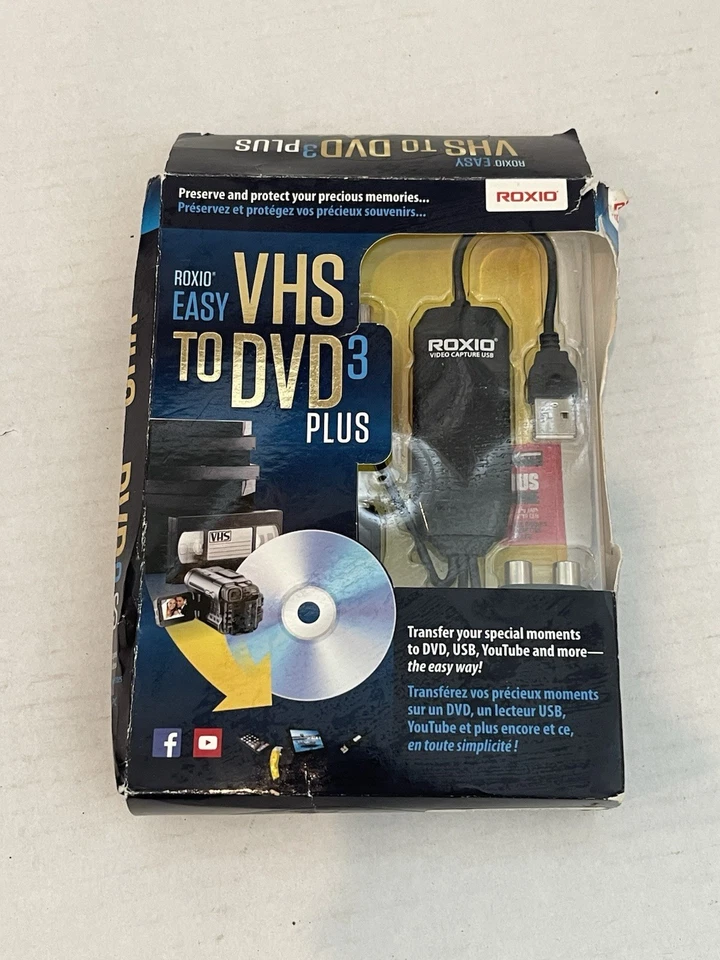 ROXIO EASY
VHS TO DVD 3 PLUS
Preserve and protect your precious memories...
Préservez et protégez vos précieux souvenirs...
ROXIO
ROXIO®
EASY VHS
TO DVD 3
PLUS
ROXIO®
VIDEO CAPTURE USB
VHS
Transfer your special moments
to DVD, USB, YouTube and more—
the easy way!
Transférez vos précieux moments
sur un DVD, un lecteur USB,
YouTube et plus encore et ce,
en toute simplicité !
f